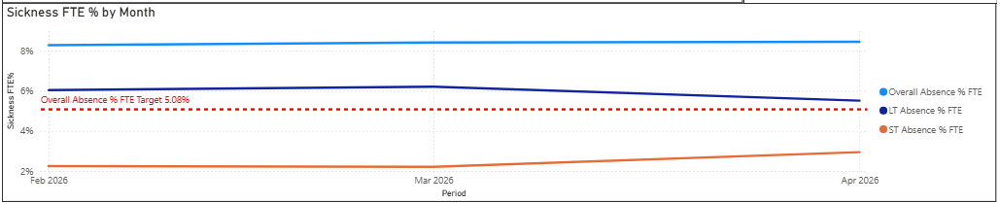 Sickness FTE % by Month
8%
6%
4%
2%
Sickness FTE%
Overall Absence % FTE Target 5.08%
Feb 2026
Mar 2026
Apr 2026
Period
Overall Absence % FTE
LT Absence % FTE
ST Absence % FTE